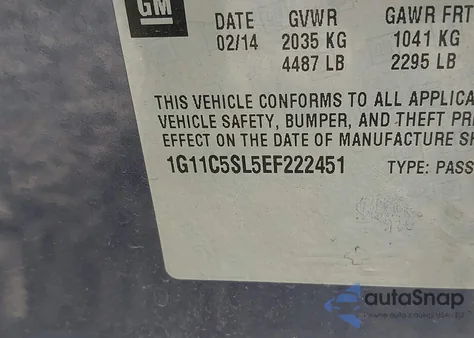 GM
DATE GVWR GAWR FRT
02/14 2035 KG 1041 KG
4487 LB 2295 LB
THIS VEHICLE CONFORMS TO ALL APPLICA
VEHICLE SAFETY, BUMPER, AND THEFT PR
EFFECT ON THE DATE OF MANUFACTURE SH
1G11C5SL5EF222451 TYPE: PASS
autoSnap